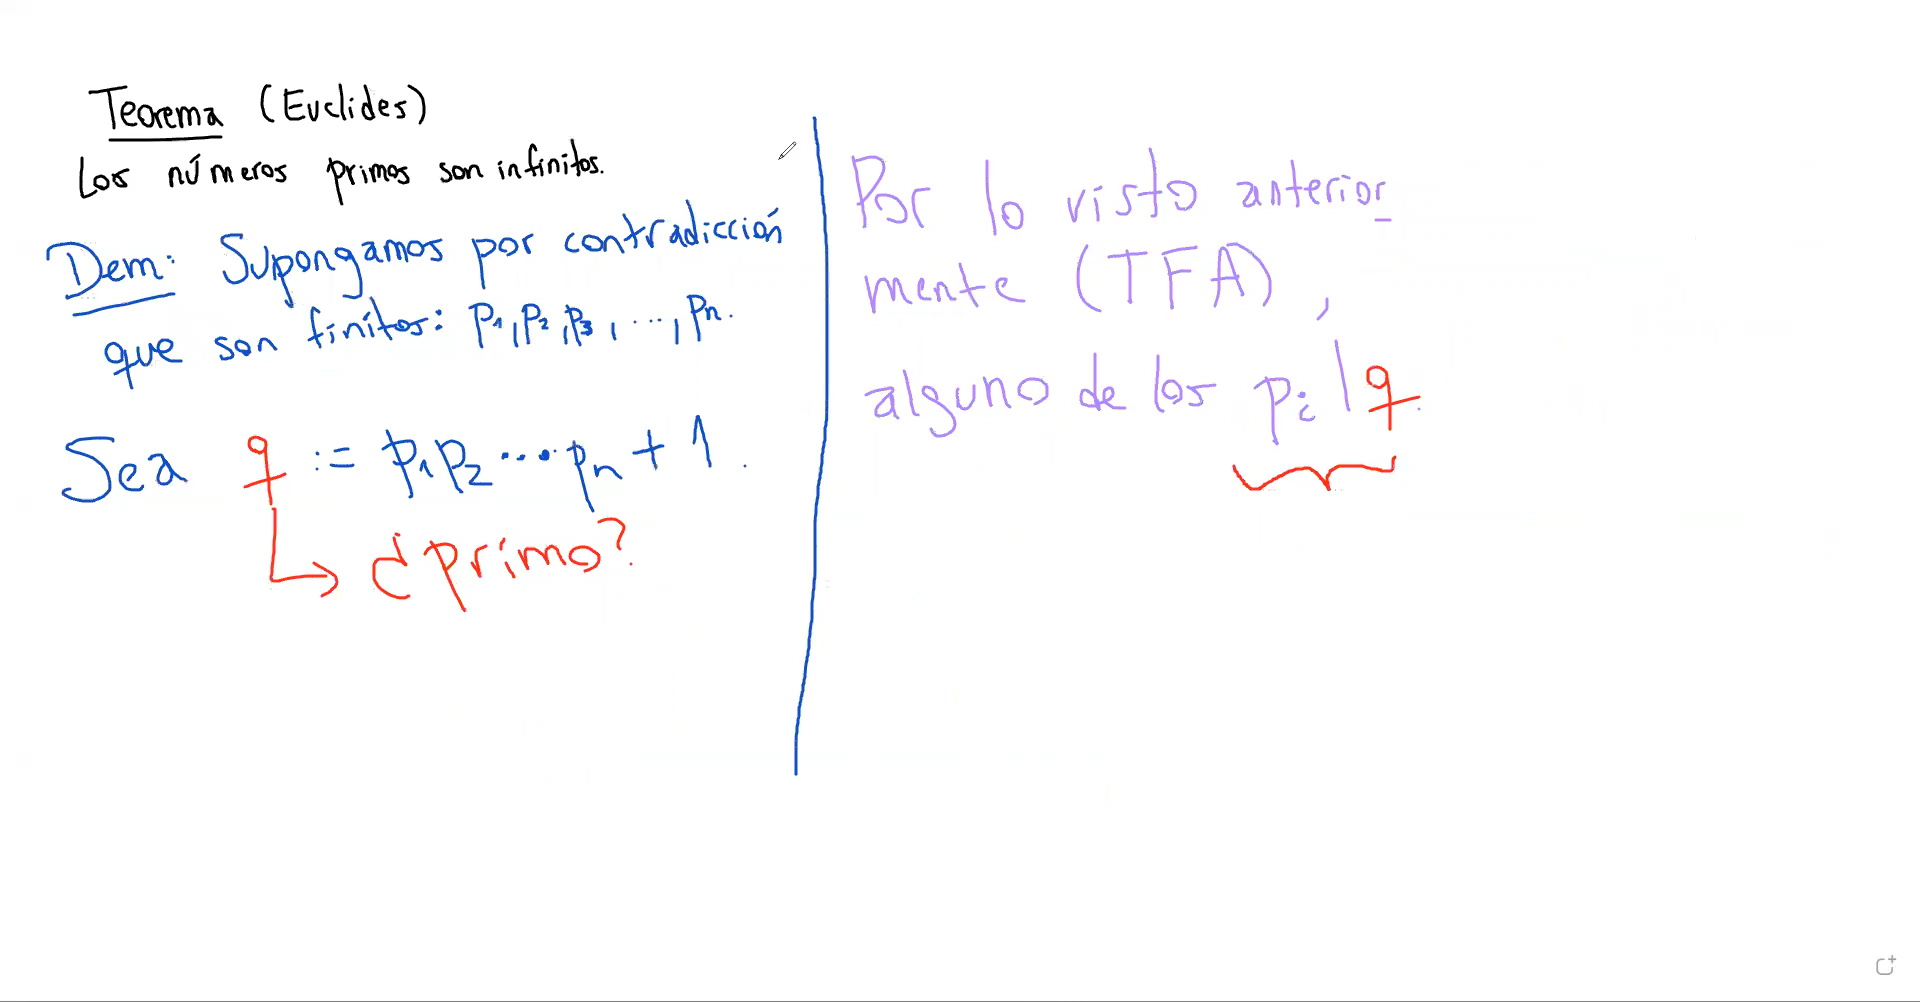 Teorema (Euclides)
Los números primos son infinitos.
Dem: Supongamos por contradicción
que son finitos: p₁, p₂, p₃, ..., pₙ.
Sea q := p₁p₂ ... pₙ + 1.
¿primo?
Por lo visto anterior
mente (TFA),
alguno de los pᵢ | q.